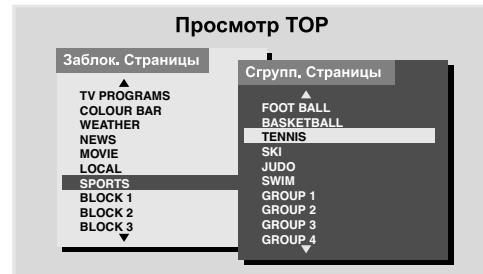 Просмотр TOP
Заблок. Страницы
TV PROGRAMS
COLOUR BAR
WEATHER
NEWS
MOVIE
LOCAL
SPORTS
BLOCK 1
BLOCK 2
BLOCK 3
Сгрупп. Страницы
FOOT BALL
BASKETBALL
TENNIS
SKI
JUDO
SWIM
GROUP 1
GROUP 2
GROUP 3
GROUP 4